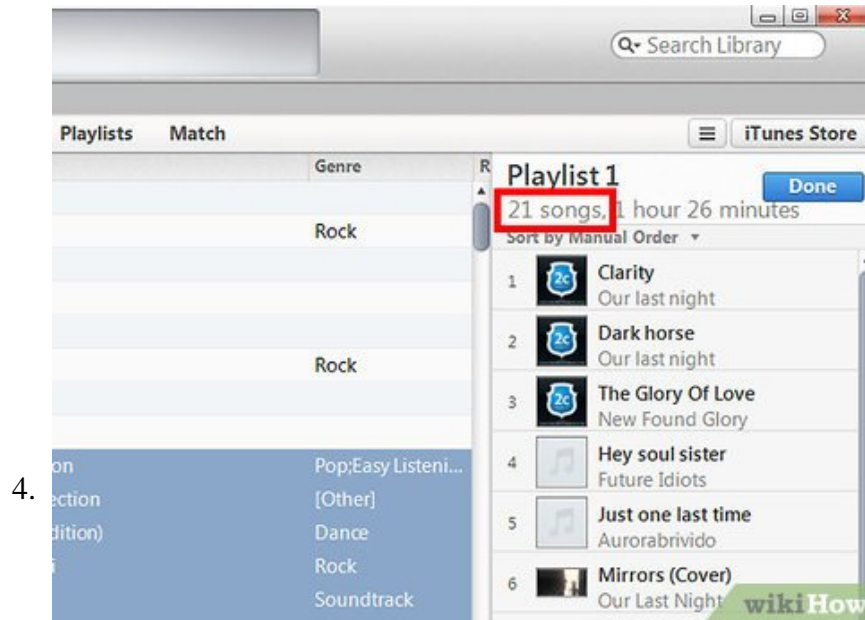 Search Library
Playlists Match iTunes Store
Genre R
Playlist 1
Done
21 songs, 1 hour 26 minutes
Sort by Manual Order
Rock
1 Clarity
Our last night
2 Dark horse
Our last night
Rock
3 The Glory Of Love
New Found Glory
on Pop;Easy Listeni...
4 Hey soul sister
Future Idiots
4.
ection [Other]
dition) Dance
5 Just one last time
Aurorabrivido
i Rock
Soundtrack
6 Mirrors (Cover)
Our Last Night
wikiHow